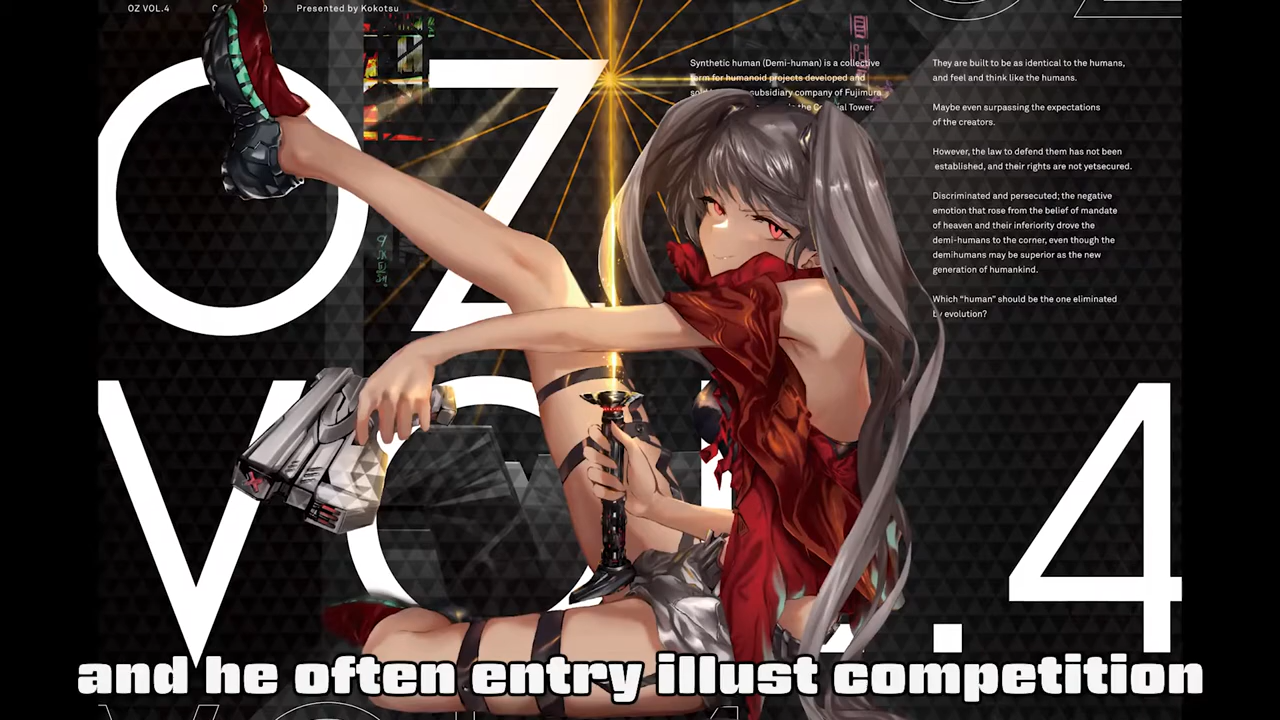 OZ VOL.4
Presented by Kokotsu
OZ
VOL.4
Synthetic human (Demi-human) is a collective
term for humanoid projects developed and
subsidiary company of Fujimura
Tower.
They are built to be as identical to the humans,
and feel and think like the humans.
Maybe even surpassing the expectations
of the creators.
However, the law to defend them has not been
established, and their rights are not yetsecured.
Discriminated and persecuted; the negative
emotion that rose from the belief of mandate
of heaven and their inferiority drove the
demi-humans to the corner, even though the
demihumans may be superior as the new
generation of humankind.
Which “human” should be the one eliminated
by evolution?
and he often entry illust competition